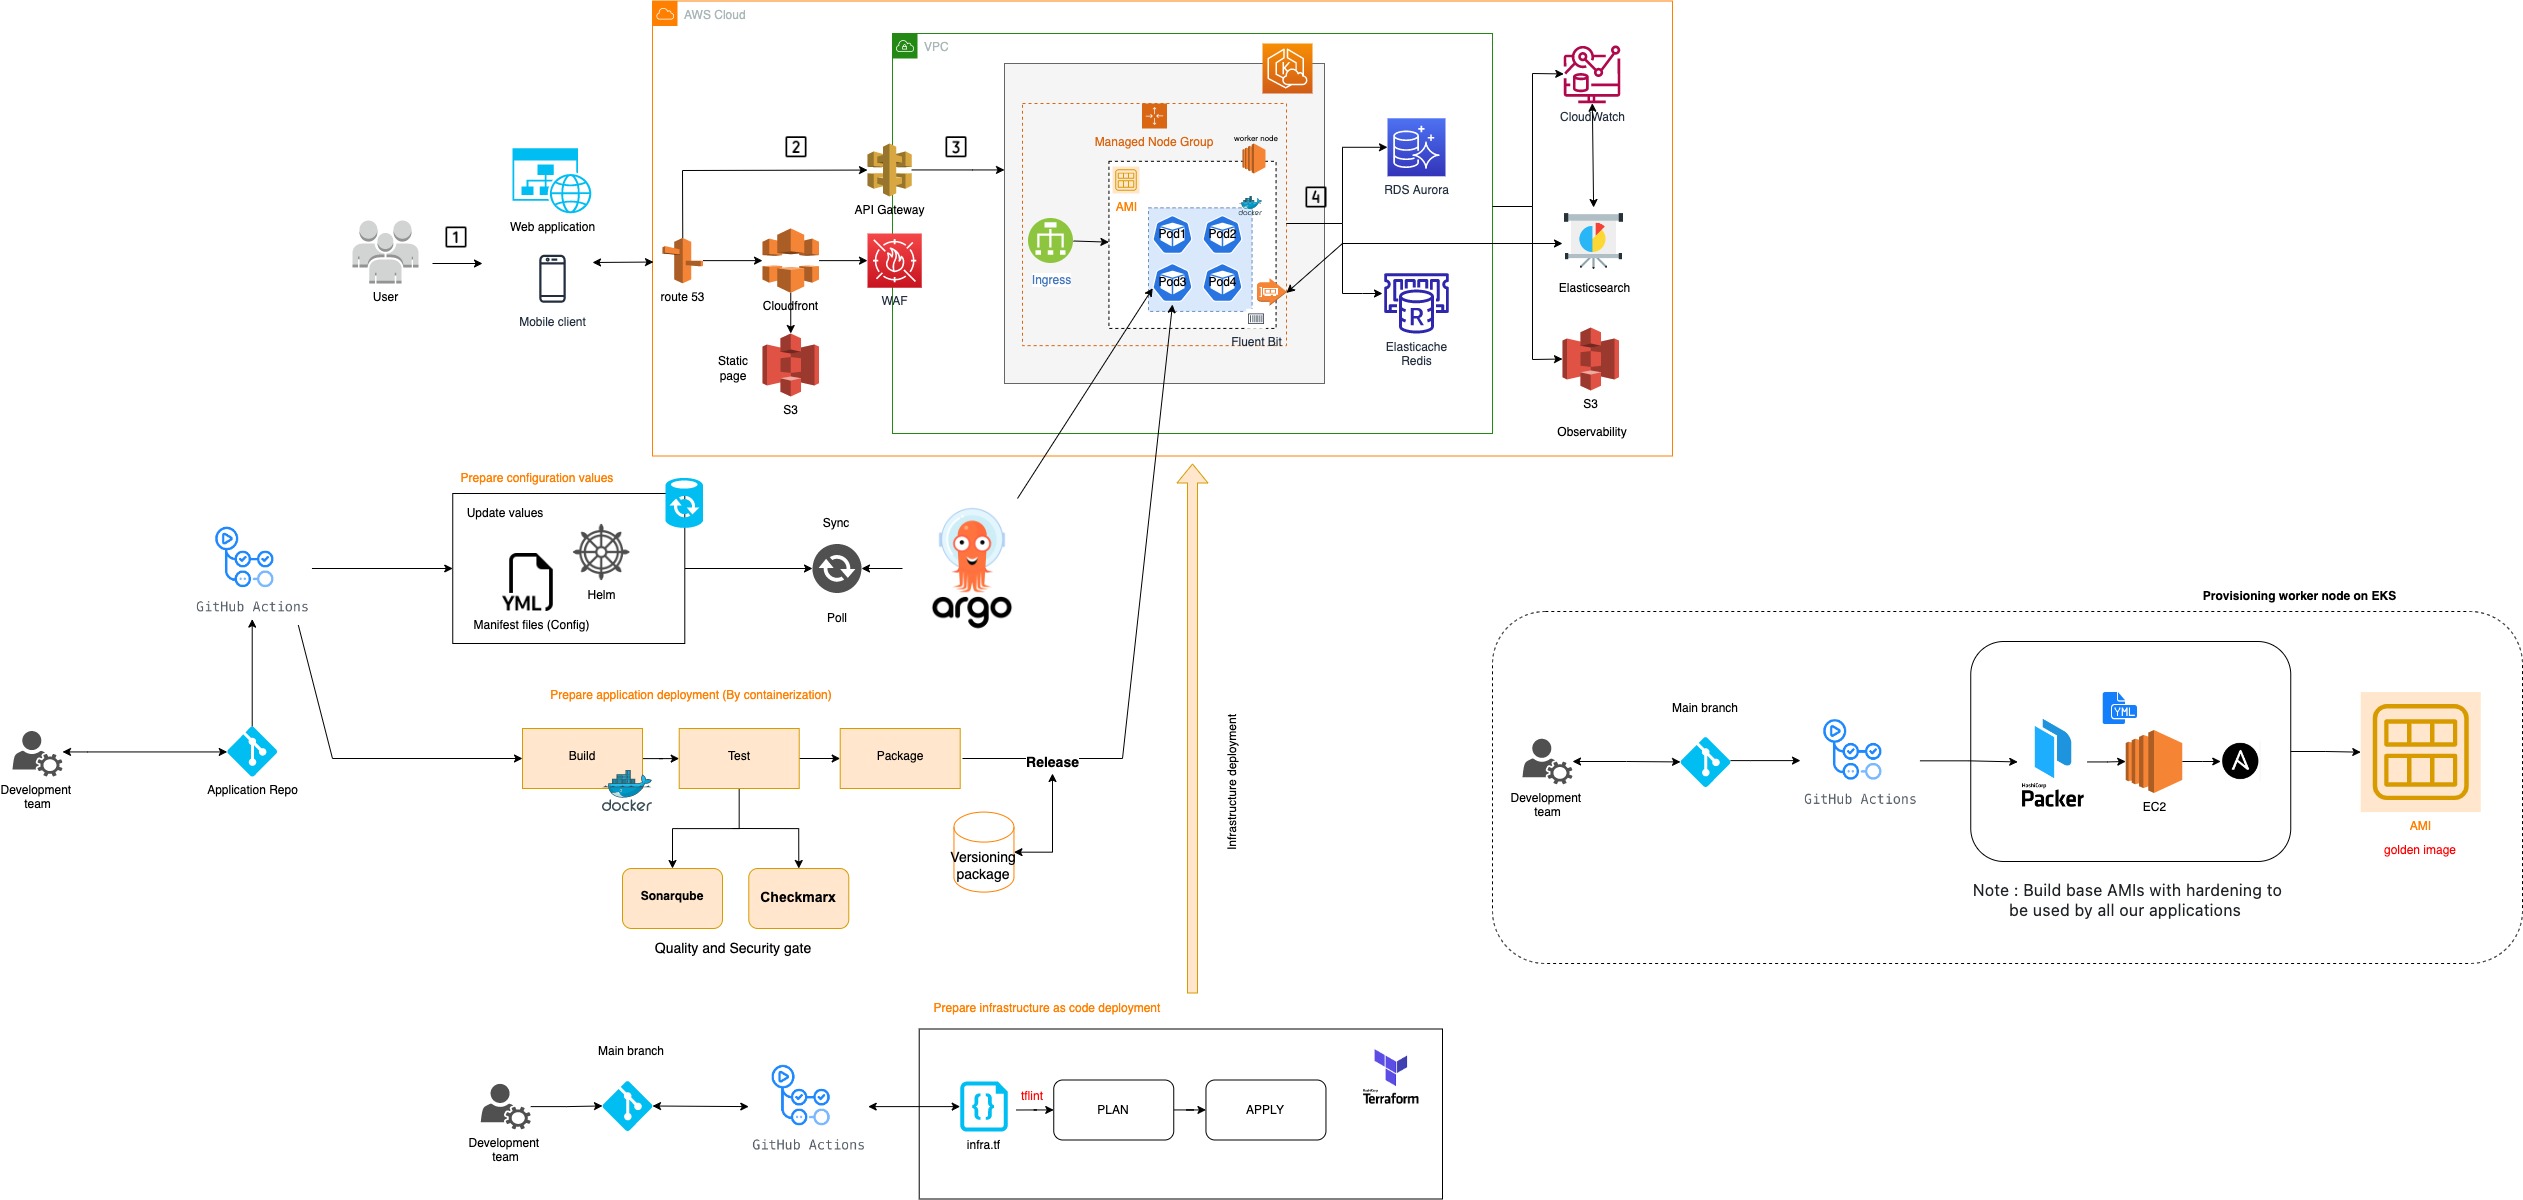 AWS Cloud
VPC
Managed Node Group
worker node
AMI
docker
Pod1
Pod2
Pod3
Pod4
Ingress
Fluent Bit
1
2
3
4
User
Web application
Mobile client
route 53
API Gateway
Cloudfront
WAF
Static
page
S3
RDS Aurora
R
Elasticache
Redis
CloudWatch
Elasticsearch
S3
Observability
Prepare configuration values
Update values
YML
Helm
Manifest files (Config)
Sync
Poll
argo
GitHub Actions
Application Repo
Development
team
Prepare application deployment (By containerization)
Build
docker
Test
Package
Release
Versioning
package
Sonarqube
Checkmarx
Quality and Security gate
Infrastructure deployment
Provisioning worker node on EKS
Development
team
Main branch
GitHub Actions
HashiCorp
Packer
YML
EC2
A
AMI
golden image
Note : Build base AMIs with hardening to
be used by all our applications
Prepare infrastructure as code deployment
Development
team
Main branch
GitHub Actions
{}
infra.tf
tflint
PLAN
APPLY
HashiCorp
Terraform